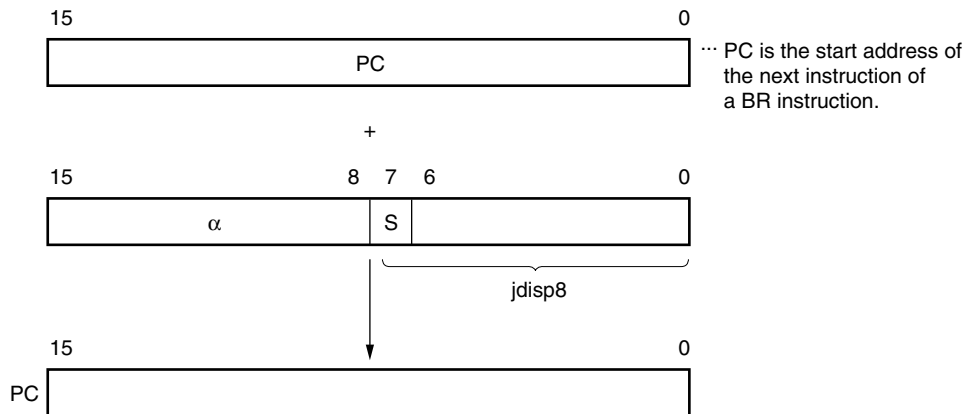 15 0
PC
... PC is the start address of
the next instruction of
a BR instruction.
+
15 8 7 6 0
α S
jdisp8
15 0
PC